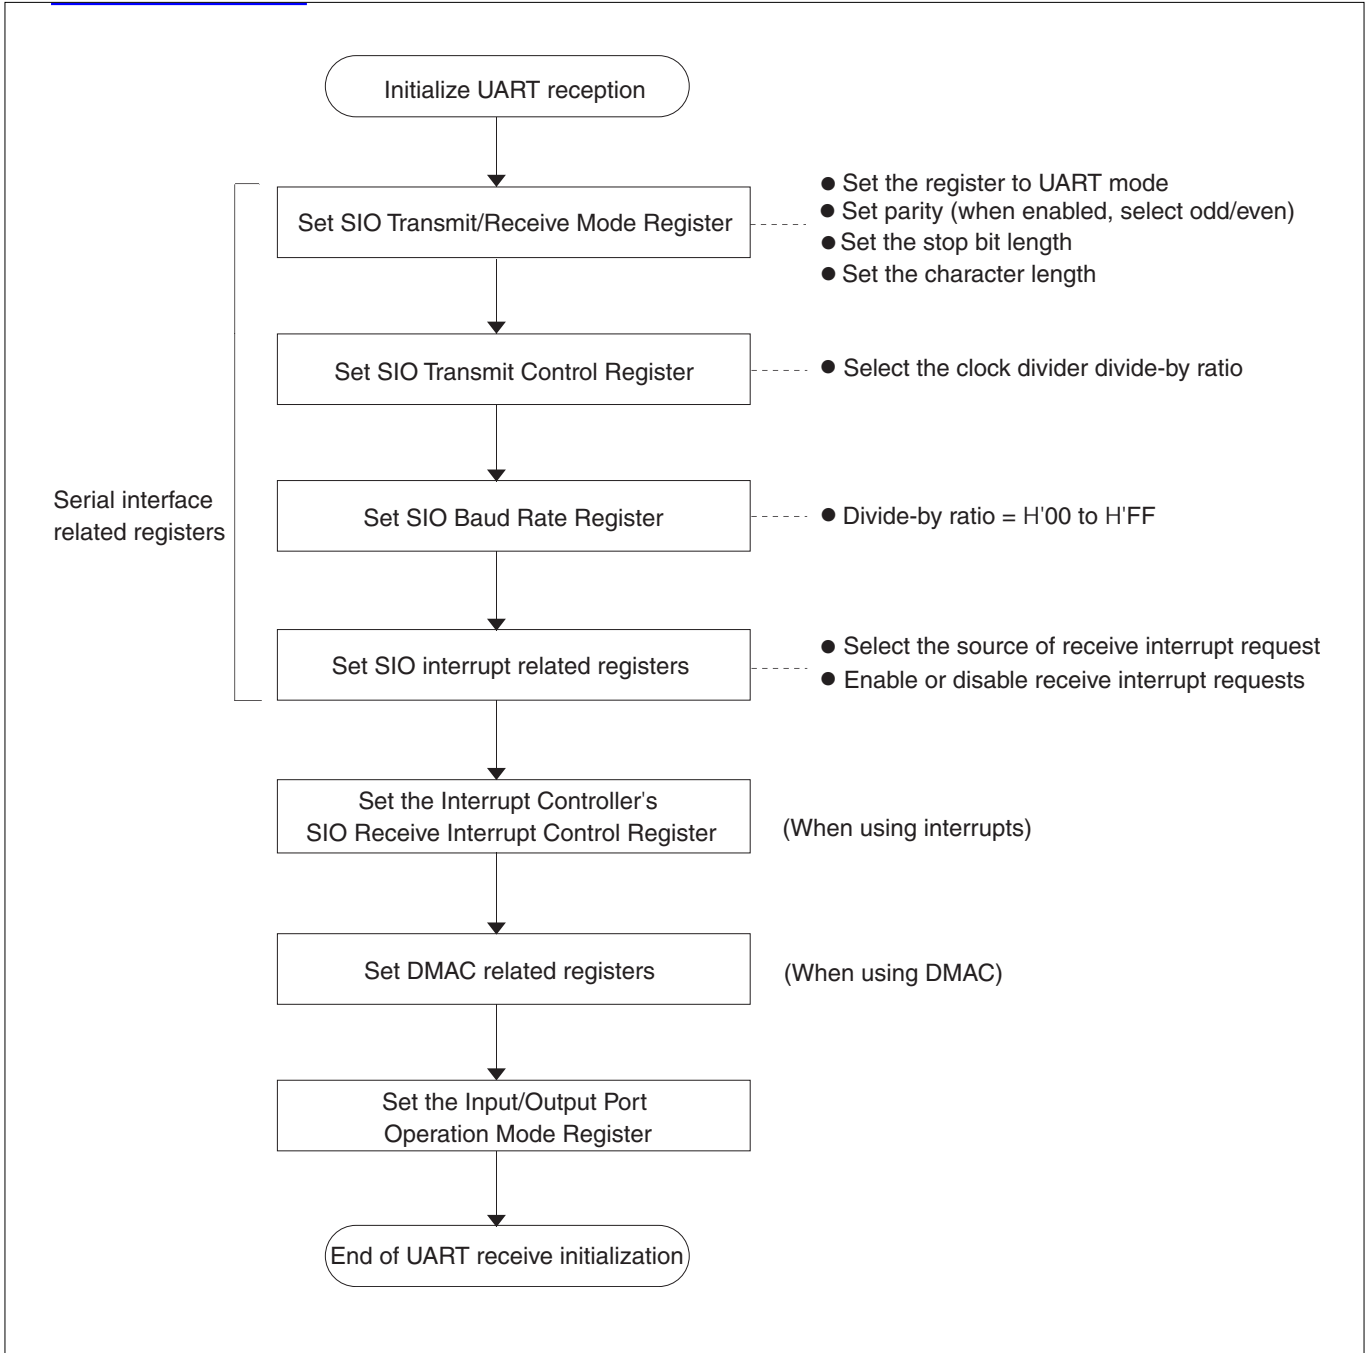 Initialize UART reception
Set SIO Transmit/Receive Mode Register
● Set the register to UART mode
● Set parity (when enabled, select odd/even)
● Set the stop bit length
● Set the character length
Set SIO Transmit Control Register
● Select the clock divider divide-by ratio
Serial interface
related registers
Set SIO Baud Rate Register
● Divide-by ratio = H'00 to H'FF
Set SIO interrupt related registers
● Select the source of receive interrupt request
● Enable or disable receive interrupt requests
Set the Interrupt Controller's
SIO Receive Interrupt Control Register
(When using interrupts)
Set DMAC related registers
(When using DMAC)
Set the Input/Output Port
Operation Mode Register
End of UART receive initialization